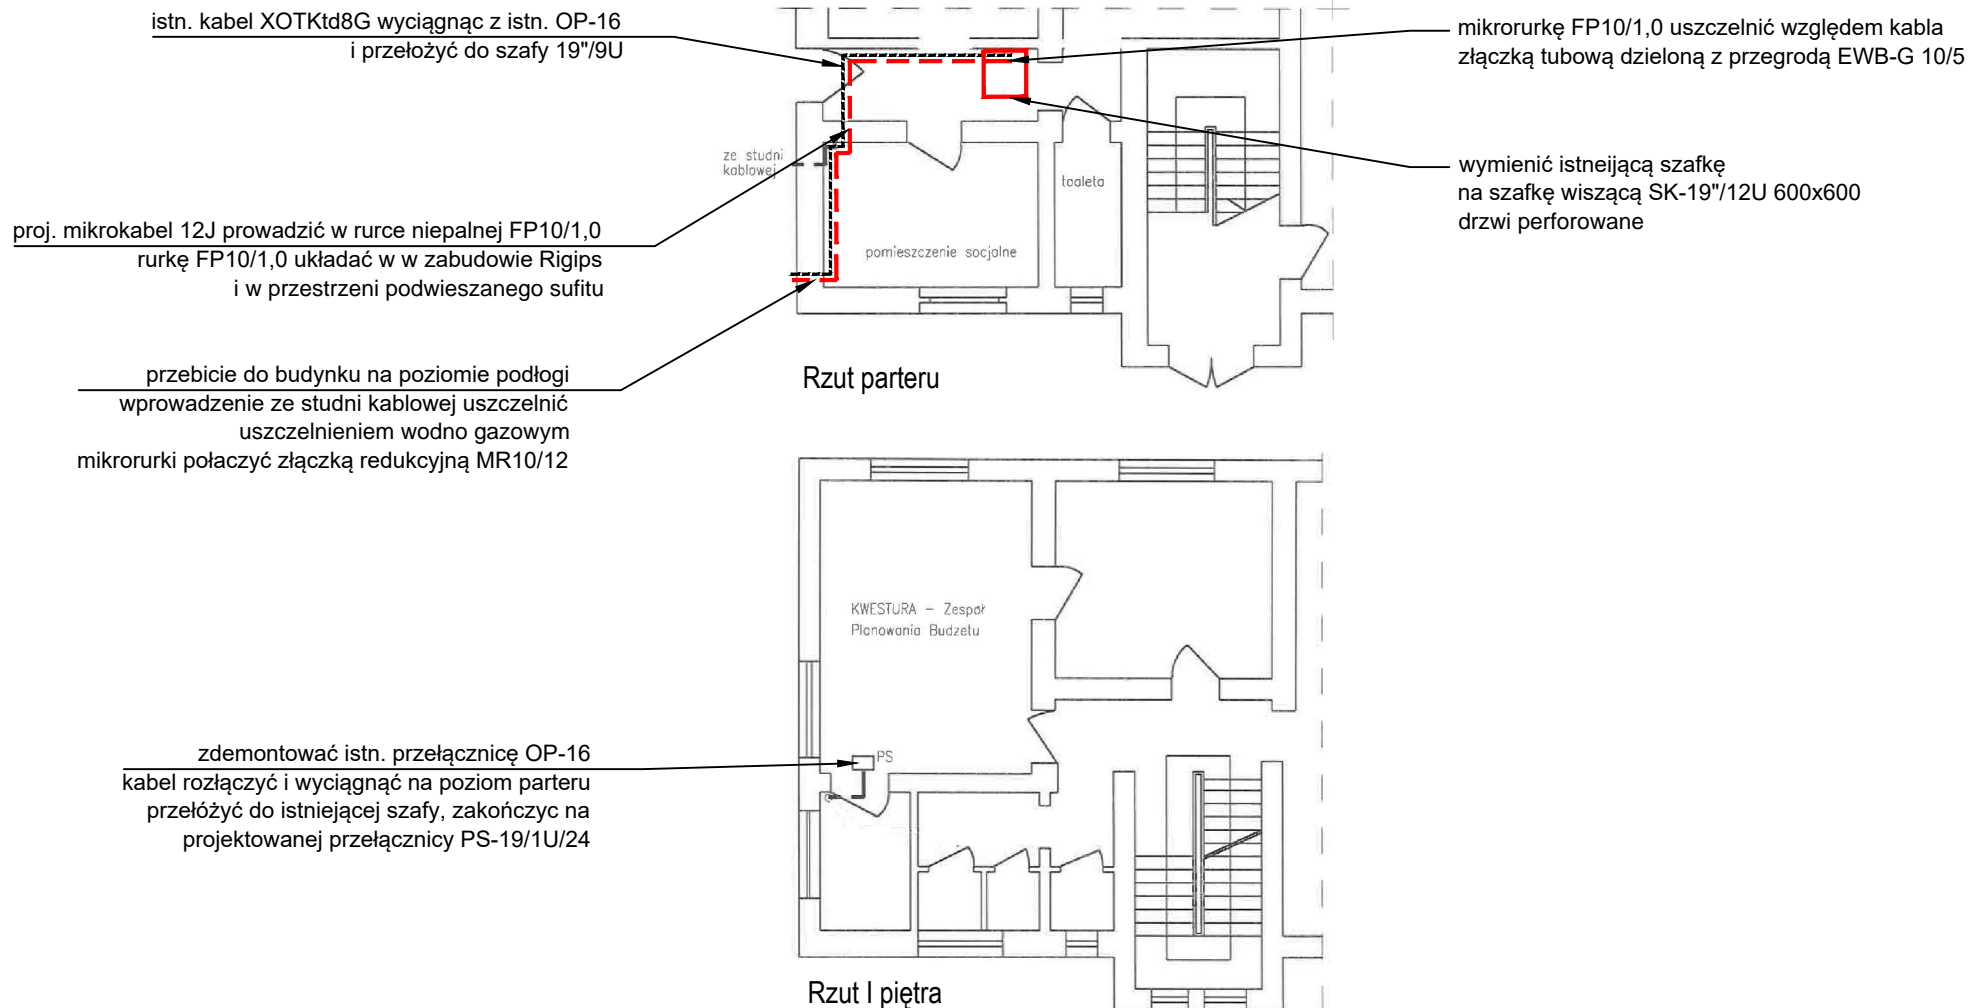 istn. kabel XOTKtd8G wyciągnąc z istn. OP-16
i przełożyć do szafy 19"/9U
mikrorurkę FP10/1,0 uszczelnić względem kabla
złączką tubową dzieloną z przegrodą EWB-G 10/5
ze studni
kablowej
toaleta
wymienić istneijącą szafkę
na szafkę wiszącą SK-19"/12U 600x600
drzwi perforowane
proj. mikrokabel 12J prowadzić w rurce niepalnej FP10/1,0
rurkę FP10/1,0 układać w w zabudowie Rigips
i w przestrzeni podwieszanego sufitu
pomieszczenie socjalne
przebicie do budynku na poziomie podłogi
wprowadzenie ze studni kablowej uszczelnić
uszczelnieniem wodno gazowym
mikrorurki połaczyć złączką redukcyjną MR10/12
Rzut parteru
KWESTURA - Zespół
Planowania Budzetu
zdemontować istn. przełącznicę OP-16
kabel rozłączyć i wyciągnąć na poziom parteru
przełóżyć do istniejącej szafy, zakończyc na
projektowanej przełącznicy PS-19/1U/24
PS
Rzut I piętra